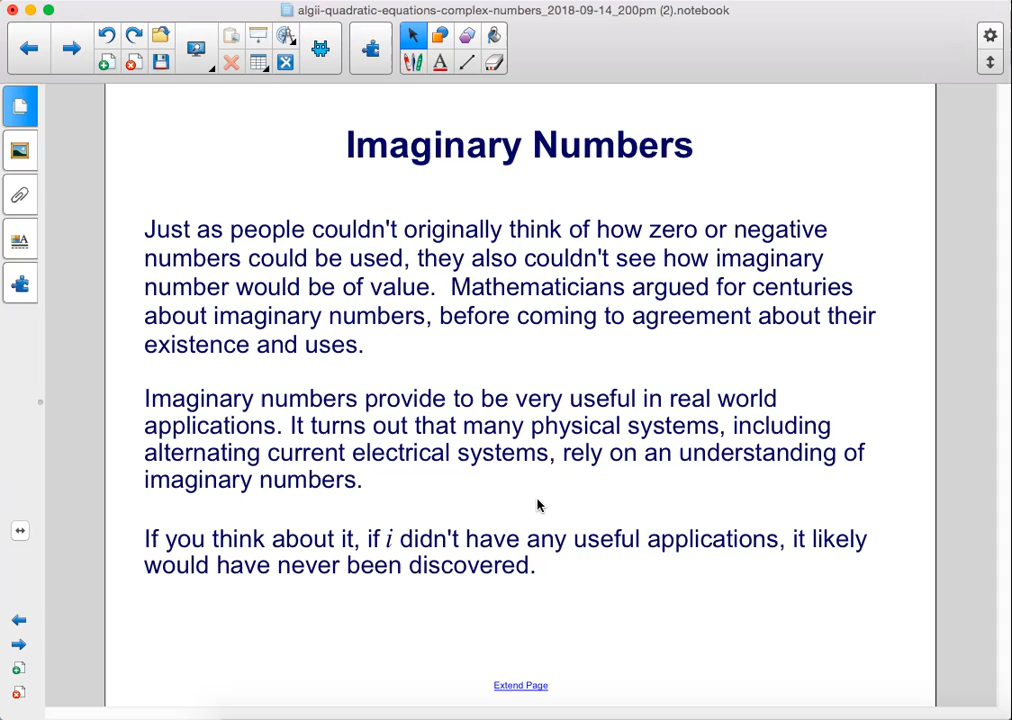 algii-quadratic-equations-complex-numbers_2018-09-14_200pm (2).notebook
Imaginary Numbers
Just as people couldn't originally think of how zero or negative
numbers could be used, they also couldn't see how imaginary
number would be of value.  Mathematicians argued for centuries
about imaginary numbers, before coming to agreement about their
existence and uses.
Imaginary numbers provide to be very useful in real world
applications. It turns out that many physical systems, including
alternating current electrical systems, rely on an understanding of
imaginary numbers.
If you think about it, if i didn't have any useful applications, it likely
would have never been discovered.
Extend Page